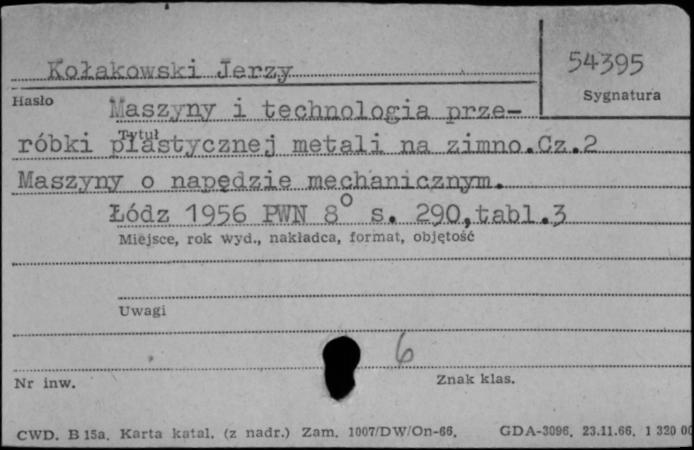 Kołakowski Jerzy
54395
Hasło
Sygnatura
Maszyny i technologia prze-
Tytuł
róbki plastycznej metali na zimno.Cz.2
Maszyny o napędzie mechanicznym.
Łódz 1956 PWN 8° s. 290,tabl.3
Miejsce, rok wyd., nakładca, format, objętość
Uwagi
6
Nr inw.
Znak klas.
CWD. B 15a. Karta katal. (z nadr.) Zam. 1007/DW/On-66. GDA-3096. 23.11.66. 1 320 00